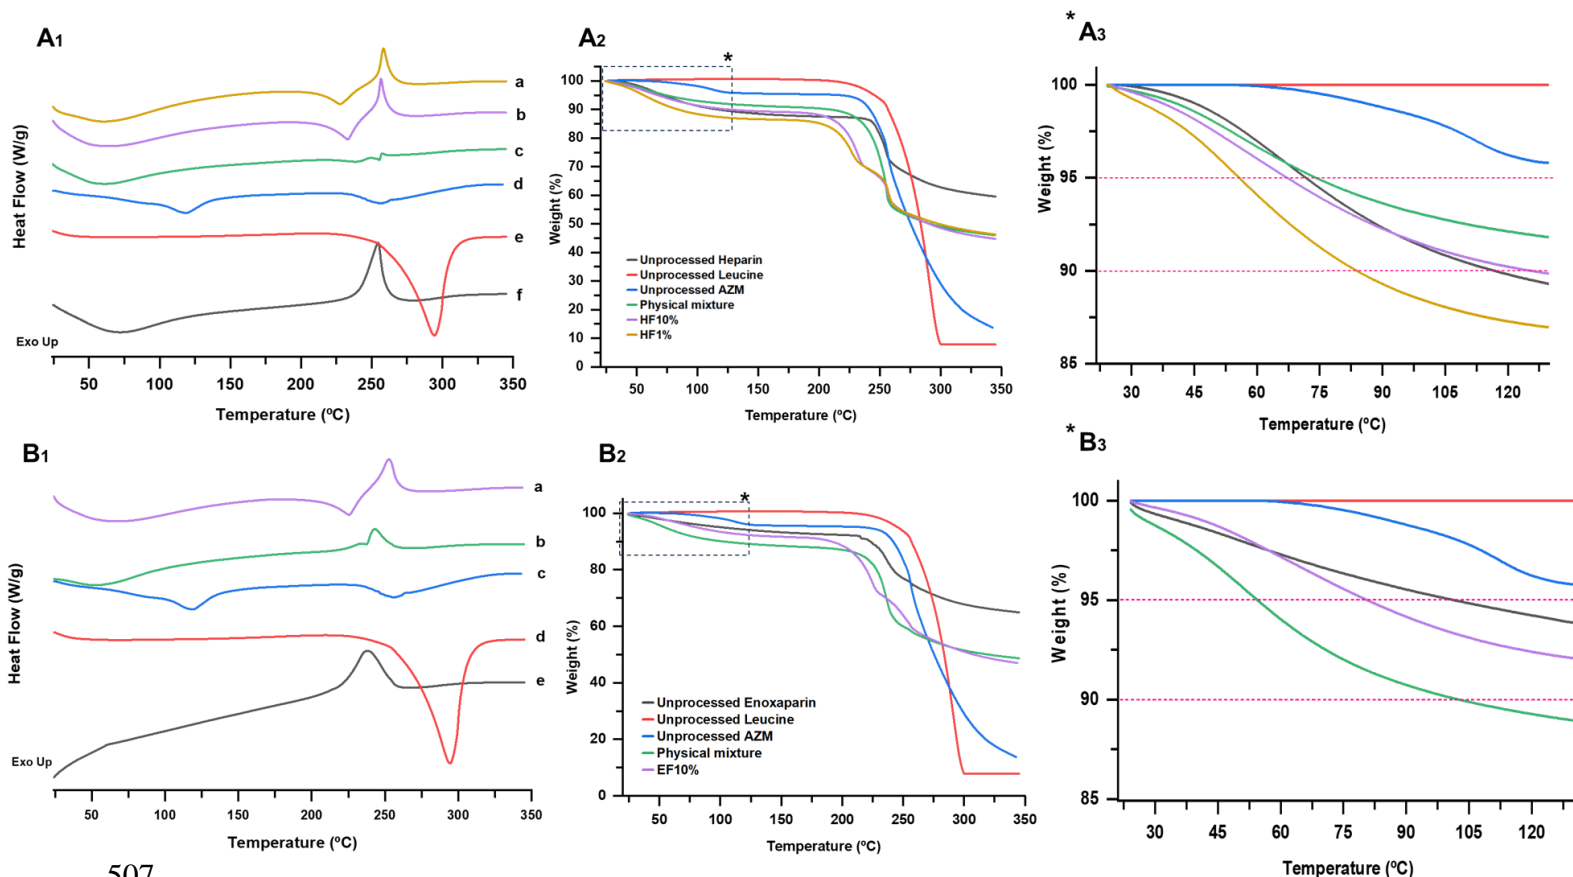 A1
Heat Flow (W/g)
a
b
c
d
e
f
Exo Up
50 100 150 200 250 300 350
Temperature (ºC)
A2
*
Weight (%)
100
90
80
70
60
50
40
30
20
10
0
Unprocessed Heparin
Unprocessed Leucine
Unprocessed AZM
Physical mixture
HF10%
HF1%
50 100 150 200 250 300 350
Temperature (ºC)
* A3
Weight (%)
100
95
90
85
30 45 60 75 90 105 120
Temperature (ºC)
B1
Heat Flow (W/g)
a
b
c
d
e
Exo Up
50 100 150 200 250 300 350
Temperature (ºC)
B2
*
Weight (%)
100
80
60
40
20
0
Unprocessed Enoxaparin
Unprocessed Leucine
Unprocessed AZM
Physical mixture
EF10%
50 100 150 200 250 300 350
Temperature (ºC)
* B3
Weight (%)
100
95
90
85
30 45 60 75 90 105 120
Temperature (ºC)
507